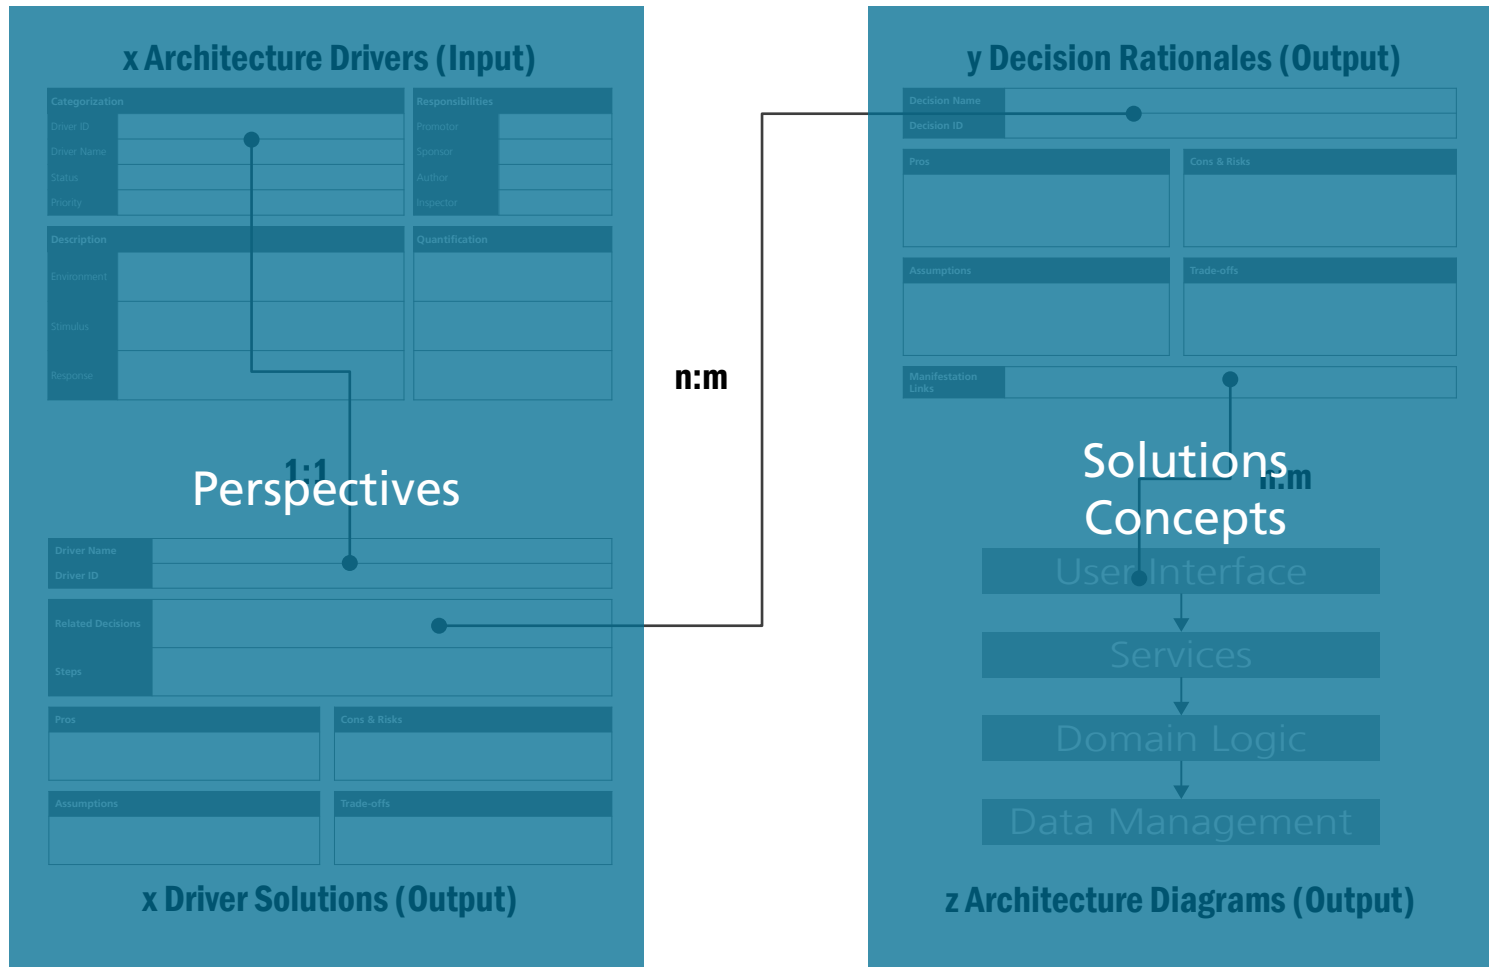 x Architecture Drivers (Input)
Categorization
Driver ID
Driver Name
Status
Priority
Responsibilities
Promotor
Sponsor
Author
Inspector
Description
Environment
Stimulus
Response
Quantification
1:1
Perspectives
Driver Name
Driver ID
Related Decisions
Steps
Pros
Cons & Risks
Assumptions
Trade-offs
x Driver Solutions (Output)
n:m
y Decision Rationales (Output)
Decision Name
Decision ID
Pros
Cons & Risks
Assumptions
Trade-offs
Manifestation
Links
Solutions
Concepts
n:m
User Interface
Services
Domain Logic
Data Management
z Architecture Diagrams (Output)